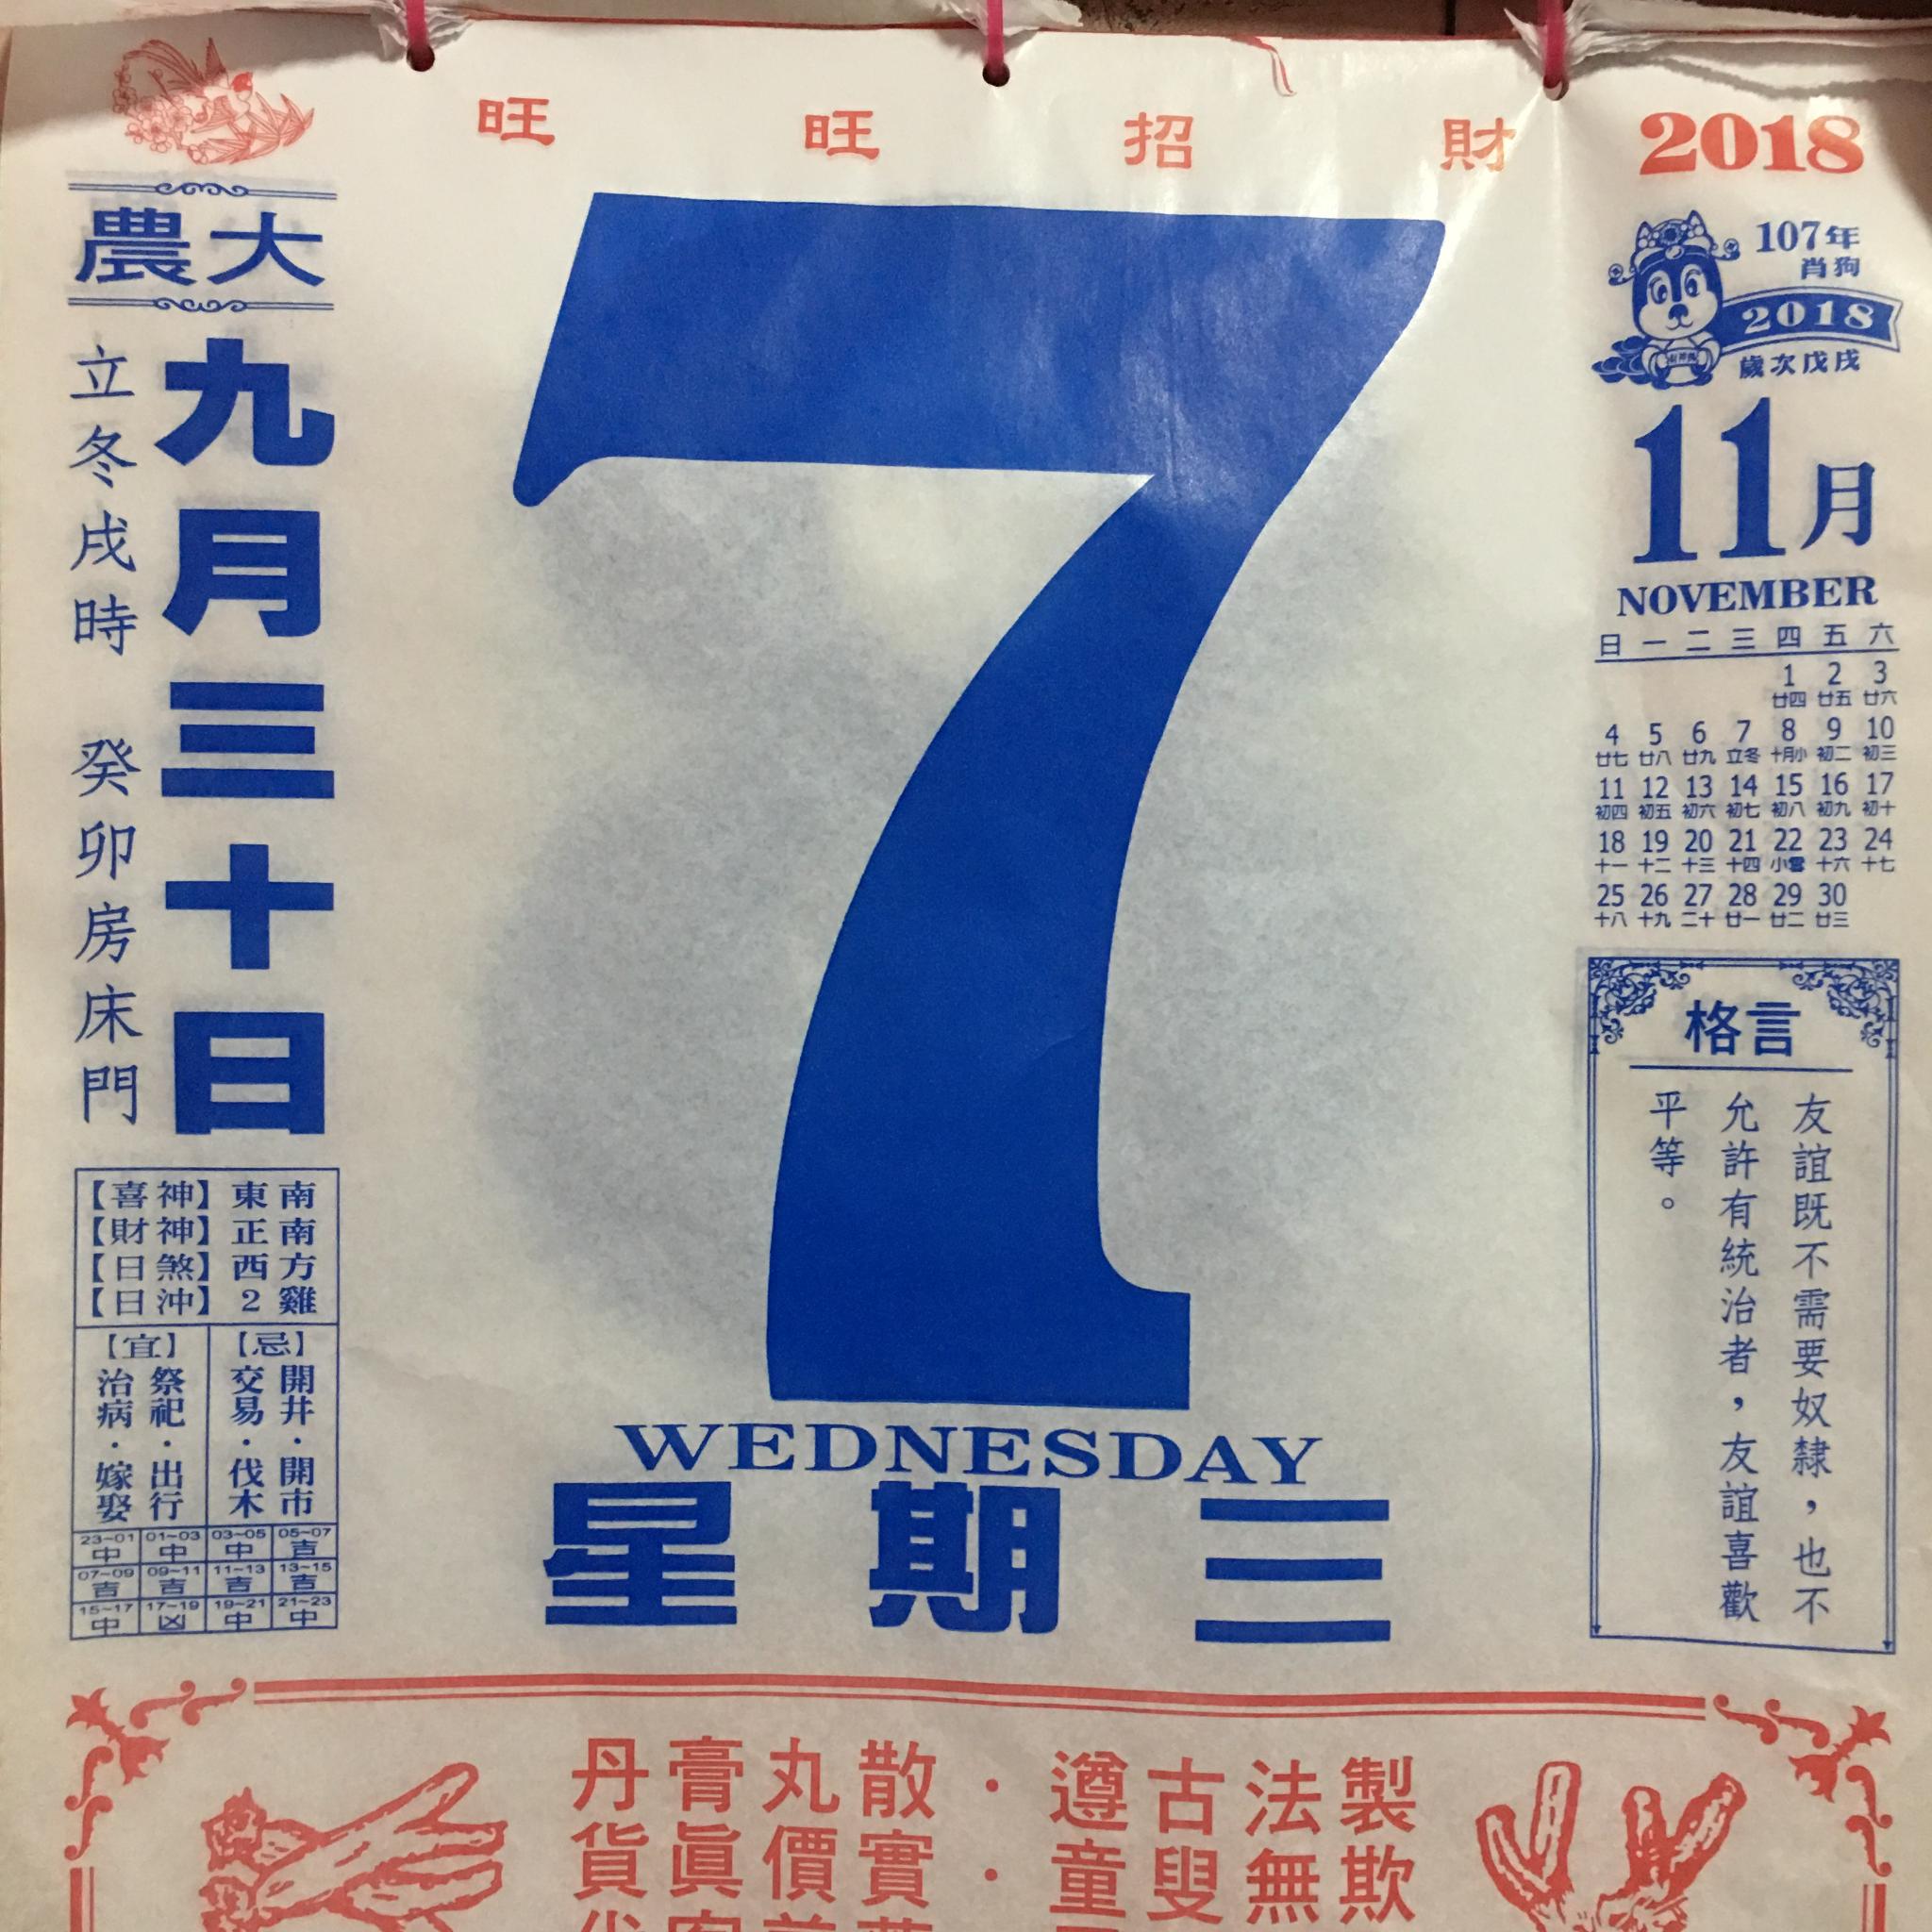 旺旺招財
2018
107年
肖狗
2018
歲次戊戌
農大
九月三十日
立冬戌時 癸卯房床門
7
11月
NOVEMBER
日 一 二 三 四 五 六
1 2 3
廿四 廿五 廿六
4 5 6 7 8 9 10
廿七 廿八 廿九 立冬 十月小 初二 初三
11 12 13 14 15 16 17
初四 初五 初六 初七 初八 初九 初十
18 19 20 21 22 23 24
十一 十二 十三 十四 小雪 十六 十七
25 26 27 28 29 30
十八 十九 二十 廿一 廿二 廿三
格言
友誼既不需要奴隸，也不
允許有統治者，友誼喜歡
平等。
【喜神】東南
【財神】正南
【日煞】西方
【日沖】2雞
【宜】
祭祀·出行
治病·嫁娶
【忌】
開井·開市
交易·伐木
23~01 01~03 03~05 05~07
中 中 中 吉
07~09 09~11 11~13 13~15
吉 吉 吉 吉
15~17 17~19 19~21 21~23
中 凶 中 中
WEDNESDAY
星期三
丹膏丸散·遵古法製
貨真價實·童叟無欺